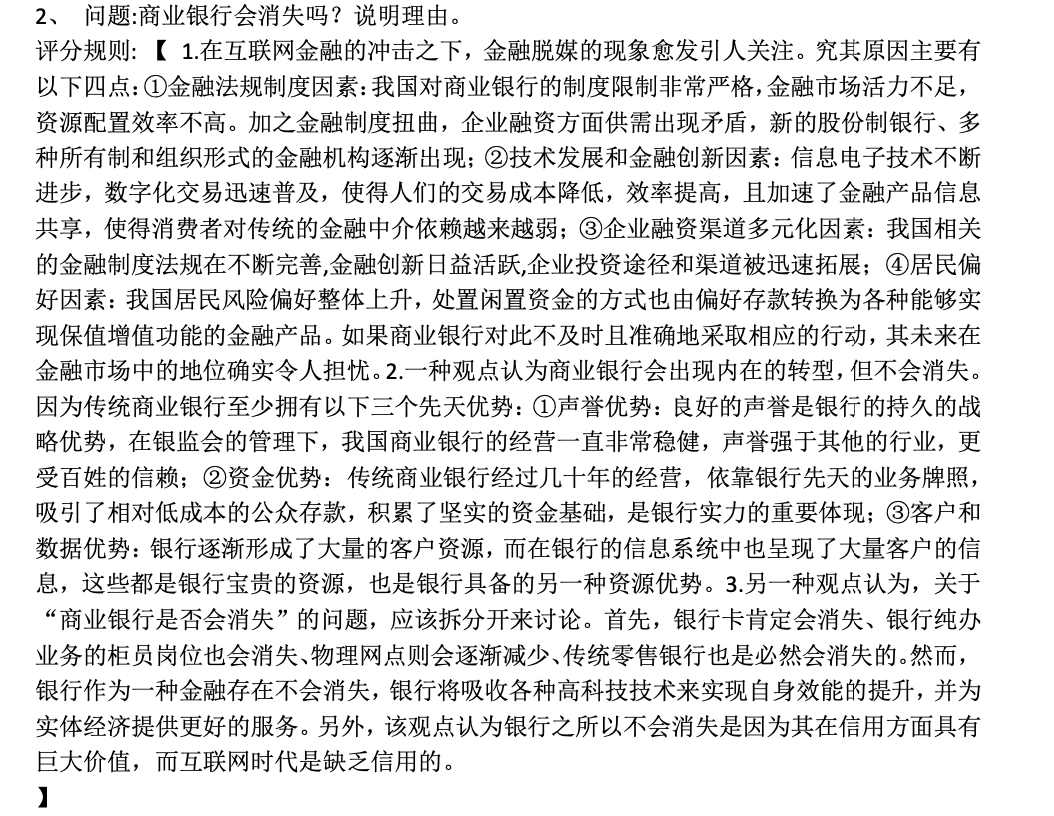 2、 问题:商业银行会消失吗？说明理由。
评分规则: 【 1.在互联网金融的冲击之下，金融脱媒的现象愈发引人关注。究其原因主要有
以下四点：①金融法规制度因素：我国对商业银行的制度限制非常严格，金融市场活力不足，
资源配置效率不高。加之金融制度扭曲，企业融资方面供需出现矛盾，新的股份制银行、多
种所有制和组织形式的金融机构逐渐出现；②技术发展和金融创新因素：信息电子技术不断
进步，数字化交易迅速普及，使得人们的交易成本降低，效率提高，且加速了金融产品信息
共享，使得消费者对传统的金融中介依赖越来越弱；③企业融资渠道多元化因素：我国相关
的金融制度法规在不断完善,金融创新日益活跃,企业投资途径和渠道被迅速拓展；④居民偏
好因素：我国居民风险偏好整体上升，处置闲置资金的方式也由偏好存款转换为各种能够实
现保值增值功能的金融产品。如果商业银行对此不及时且准确地采取相应的行动，其未来在
金融市场中的地位确实令人担忧。2.一种观点认为商业银行会出现内在的转型，但不会消失。
因为传统商业银行至少拥有以下三个先天优势：①声誉优势：良好的声誉是银行的持久的战
略优势，在银监会的管理下，我国商业银行的经营一直非常稳健，声誉强于其他的行业，更
受百姓的信赖；②资金优势：传统商业银行经过几十年的经营，依靠银行先天的业务牌照，
吸引了相对低成本的公众存款，积累了坚实的资金基础，是银行实力的重要体现；③客户和
数据优势：银行逐渐形成了大量的客户资源，而在银行的信息系统中也呈现了大量客户的信
息，这些都是银行宝贵的资源，也是银行具备的另一种资源优势。3.另一种观点认为，关于
“商业银行是否会消失”的问题，应该拆分开来讨论。首先，银行卡肯定会消失、银行纯办
业务的柜员岗位也会消失、物理网点则会逐渐减少、传统零售银行也是必然会消失的。然而，
银行作为一种金融存在不会消失，银行将吸收各种高科技技术来实现自身效能的提升，并为
实体经济提供更好的服务。另外，该观点认为银行之所以不会消失是因为其在信用方面具有
巨大价值，而互联网时代是缺乏信用的。
】